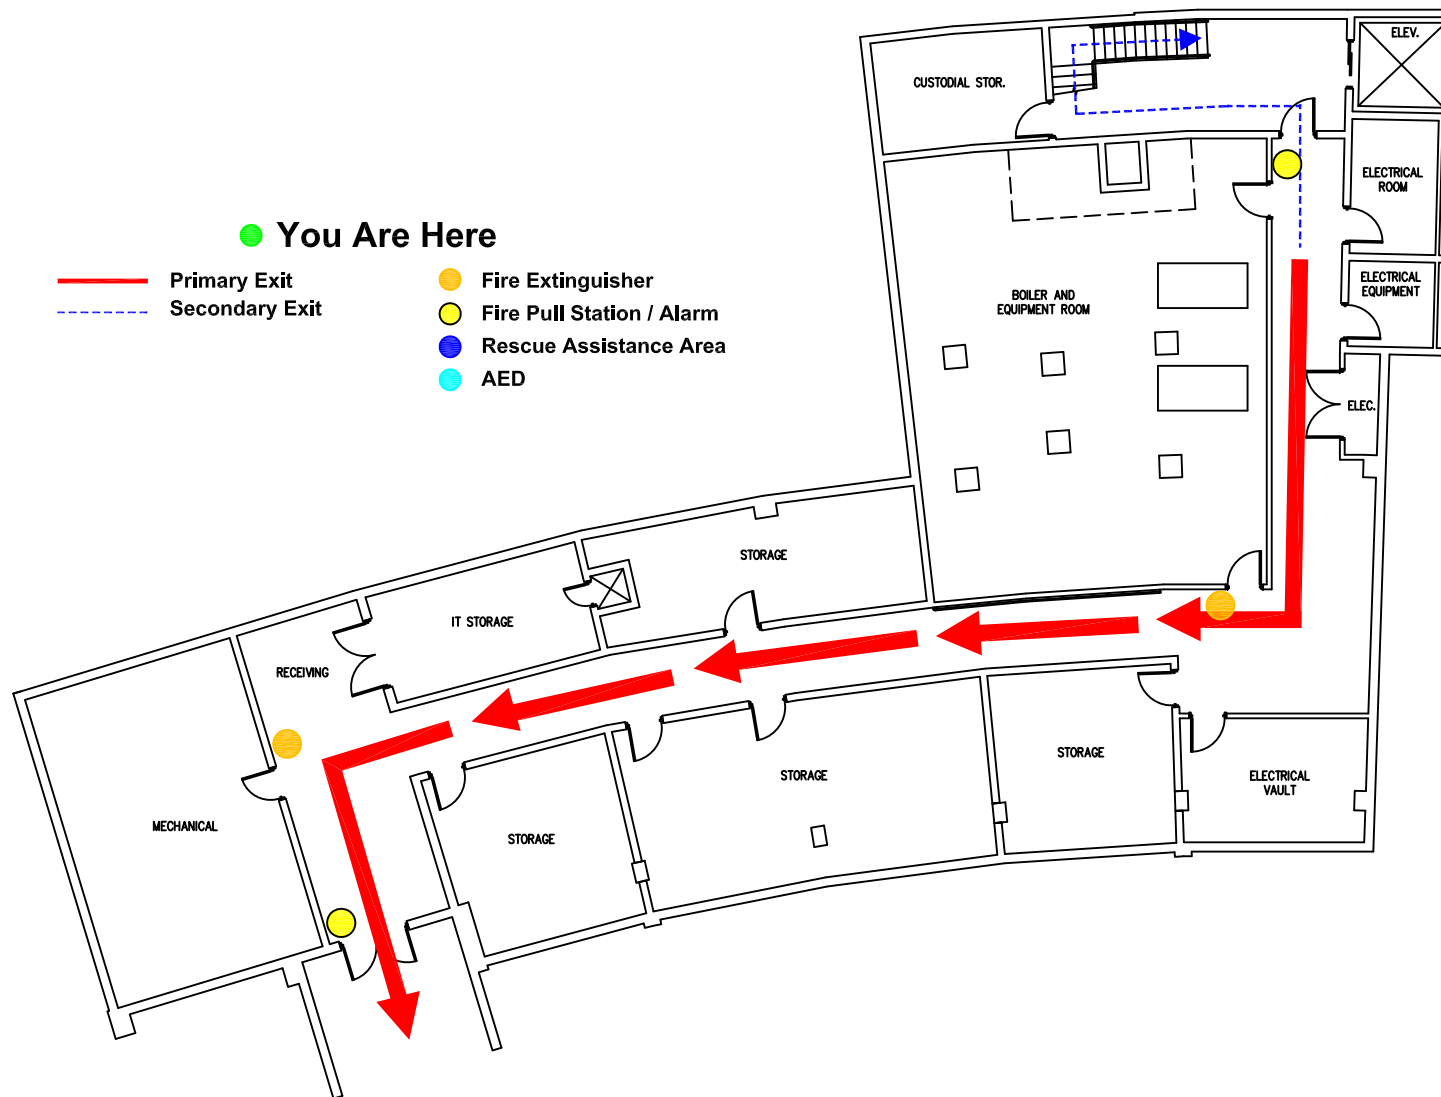 ELEV.
CUSTODIAL STOR.
ELECTRICAL
ROOM
You Are Here
Primary Exit
Secondary Exit
Fire Extinguisher
Fire Pull Station / Alarm
Rescue Assistance Area
AED
ELECTRICAL
EQUIPMENT
BOILER AND
EQUIPMENT ROOM
ELEC.
STORAGE
IT STORAGE
RECEIVING
STORAGE
STORAGE
ELECTRICAL
VAULT
MECHANICAL
STORAGE